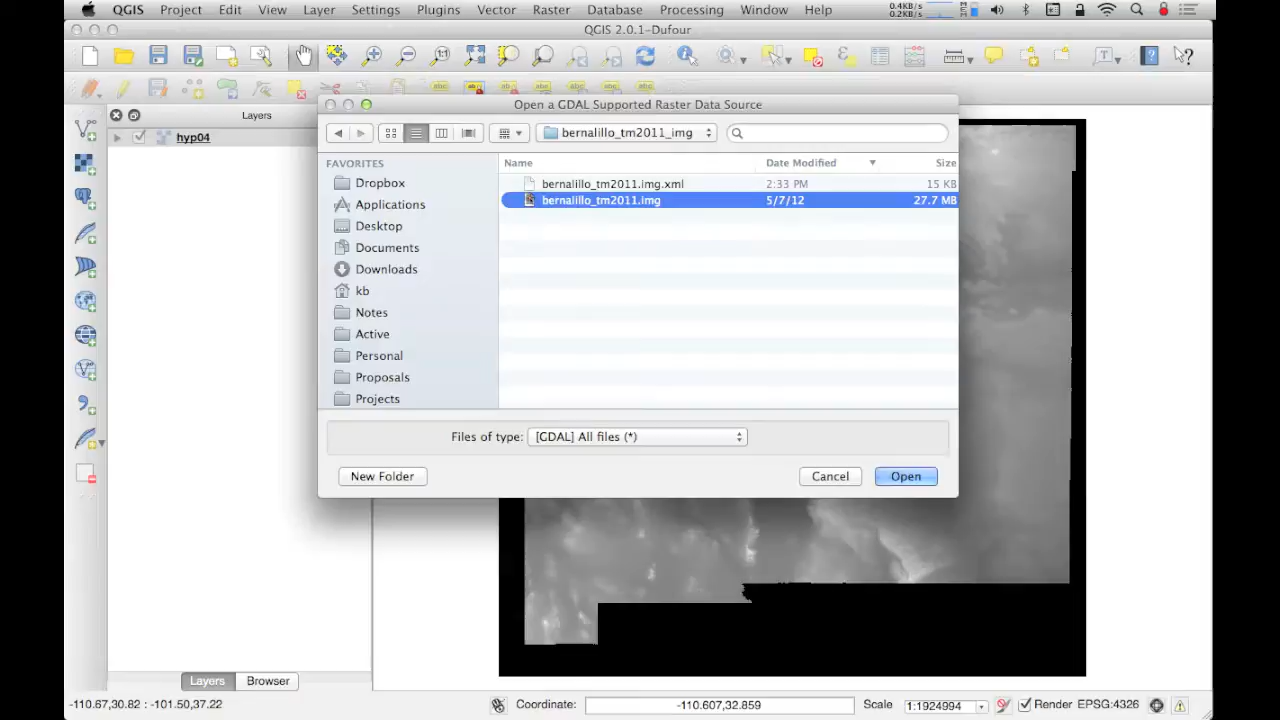 QGIS Project Edit View Layer Settings Plugins Vector Raster Database Processing Window Help 0.4KB/s 0.2KB/s
QGIS 2.0.1-Dufour
Open a GDAL Supported Raster Data Source
Layers
hyp04
bernalillo_tm2011_img
FAVORITES
Dropbox
Applications
Desktop
Documents
Downloads
kb
Notes
Active
Personal
Proposals
Projects
Name Date Modified Size
bernalillo_tm2011.img.xml 2:33 PM 15 KB
bernalillo_tm2011.img 5/7/12 27.7 MB
Files of type: [GDAL] All files (*)
New Folder Cancel Open
Layers Browser
-110.67,30.82 : -101.50,37.22 Coordinate: -110.607,32.859 Scale 1:1924994 Render EPSG:4326